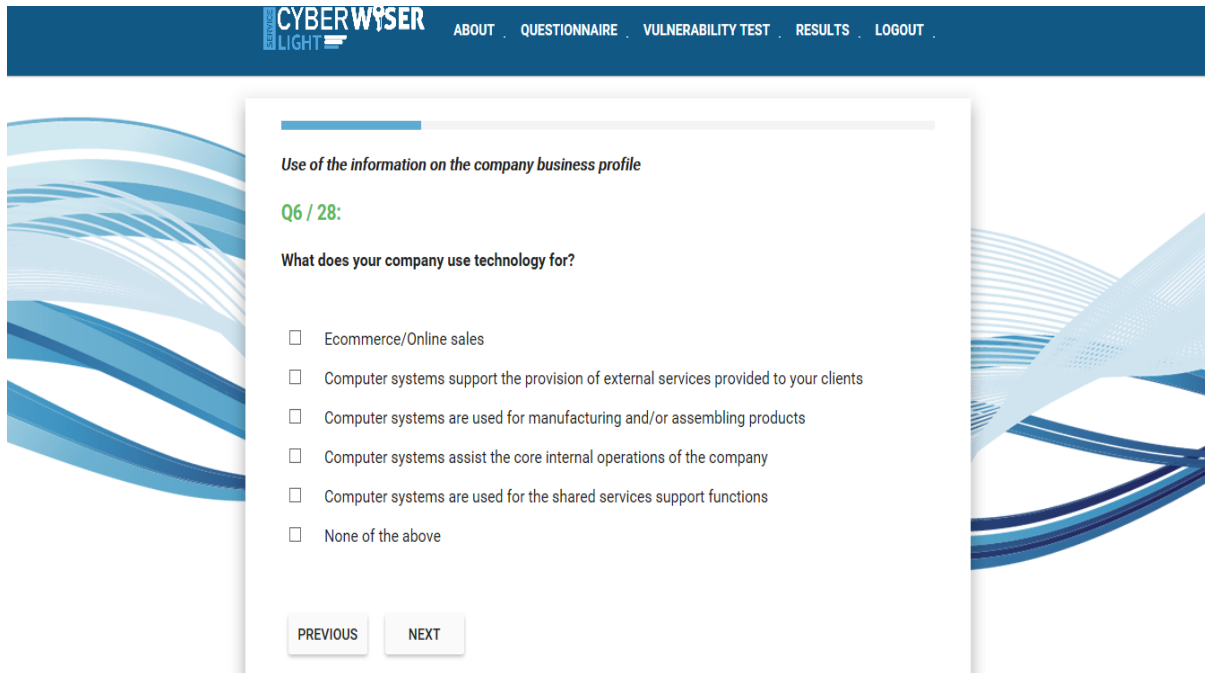 SERVICE
CYBERWISER
LIGHT
ABOUT . QUESTIONNAIRE . VULNERABILITY TEST . RESULTS . LOGOUT .
Use of the information on the company business profile
Q6 / 28:
What does your company use technology for?
Ecommerce/Online sales
Computer systems support the provision of external services provided to your clients
Computer systems are used for manufacturing and/or assembling products
Computer systems assist the core internal operations of the company
Computer systems are used for the shared services support functions
None of the above
PREVIOUS NEXT